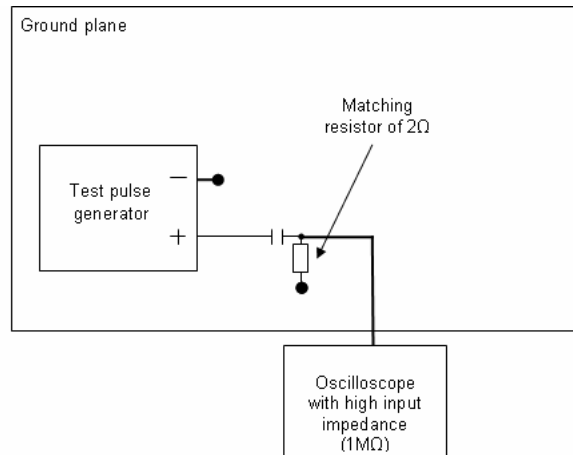 Ground plane
Matching
resistor of 2Ω
Test pulse
generator
−
+
Oscilloscope
with high input
impedance
(1MΩ)